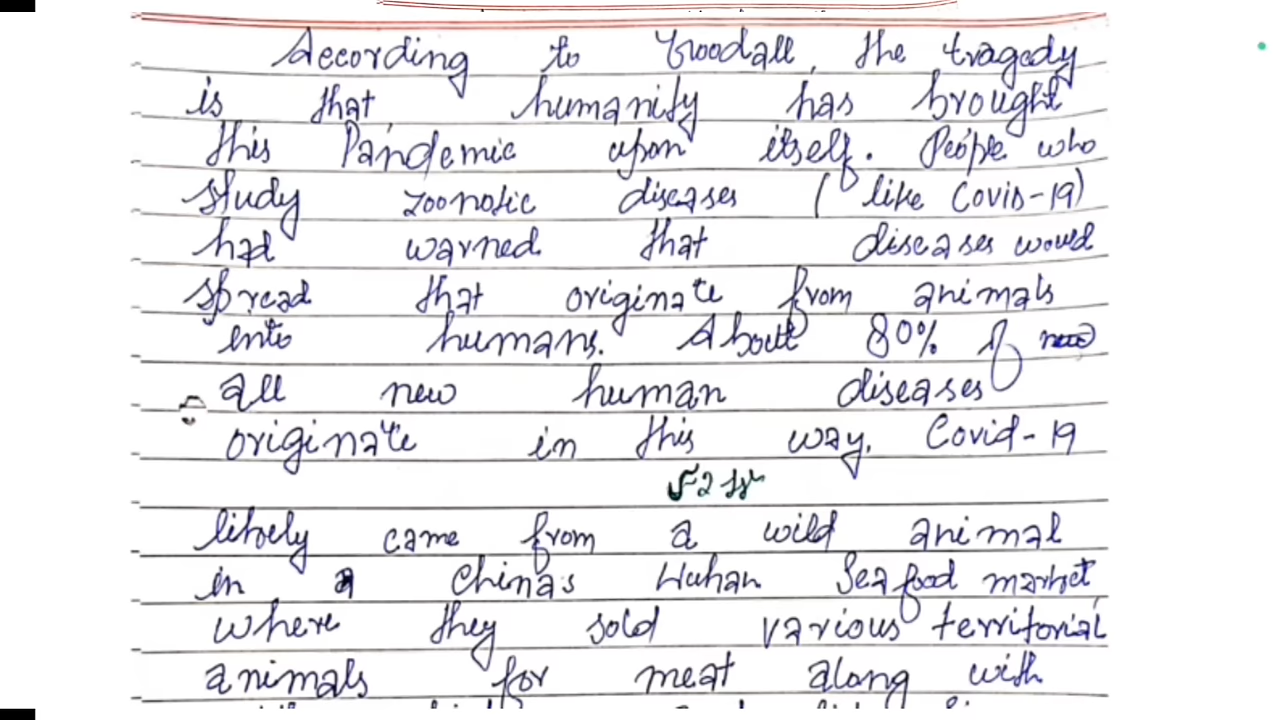 According to Goodall, the tragedy
is that, humanity has brought
this Pandemic upon itself. People who
study zoonotic diseases ( like Covid-19)
had warned that diseases would
spread that originate from animals
into humans. About 80% of
all new human diseases
originate in this way. Covid-19
likely came from a wild animal
in a China's Wuhan Seafood market,
where they sold various territorial
animals for meat along with